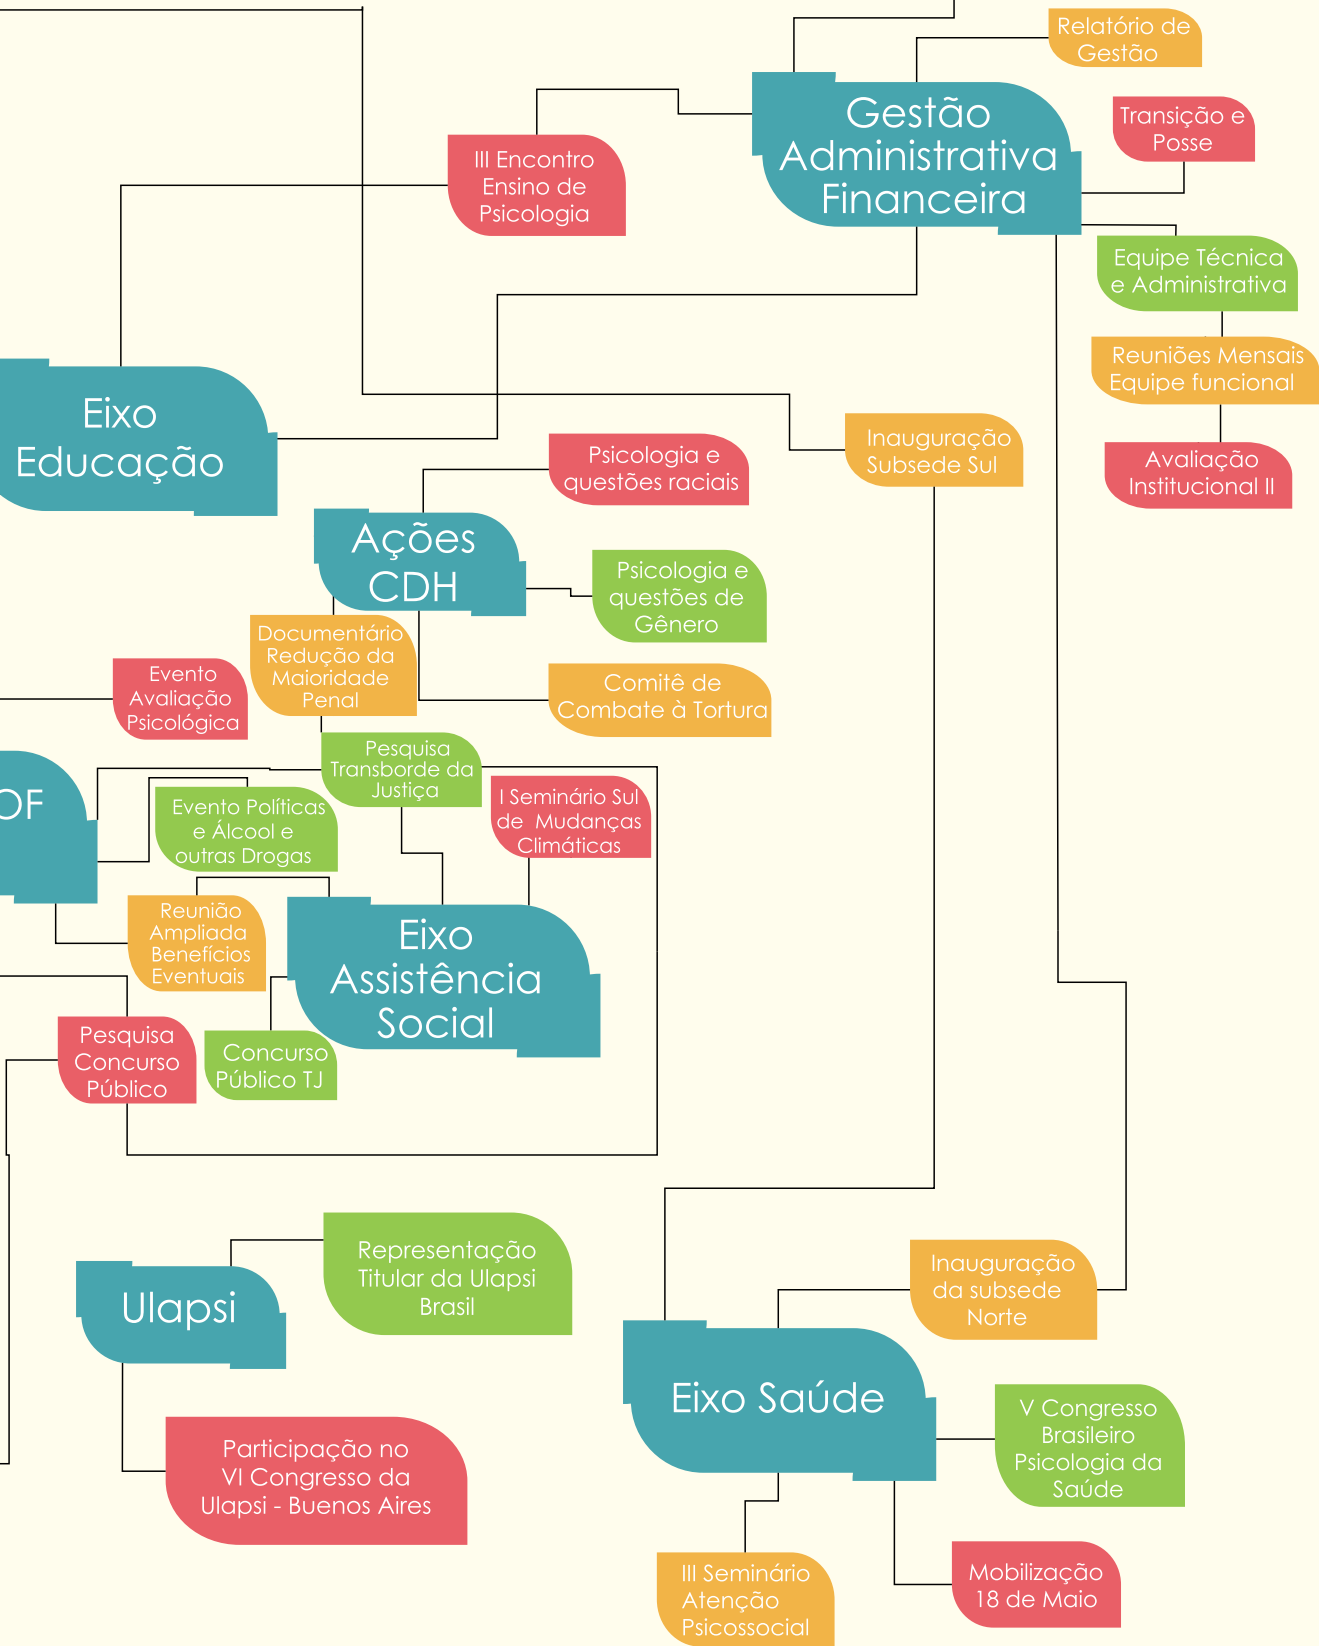 Relatório de
Gestão
Gestão
Administrativa
Financeira
Transição e
Posse
III Encontro
Ensino de
Psicologia
Equipe Técnica
e Administrativa
Reuniões Mensais
Equipe funcional
Avaliação
Institucional II
Eixo
Educação
Inauguração
Subsede Sul
Psicologia e
questões raciais
Ações
CDH
Psicologia e
questões de
Gênero
Documentário
Redução da
Maioridade
Penal
Comitê de
Combate à Tortura
Evento
Avaliação
Psicológica
Pesquisa
Transborde da
Justiça
OF
Evento Políticas
e Álcool e
outras Drogas
I Seminário Sul
de Mudanças
Climáticas
Reunião
Ampliada
Benefícios
Eventuais
Eixo
Assistência
Social
Pesquisa
Concurso
Público
Concurso
Público TJ
Representação
Titular da Ulapsi
Brasil
Ulapsi
Inauguração
da subsede
Norte
Eixo Saúde
V Congresso
Brasileiro
Psicologia da
Saúde
Participação no
VI Congresso da
Ulapsi - Buenos Aires
III Seminário
Atenção
Psicossocial
Mobilização
18 de Maio